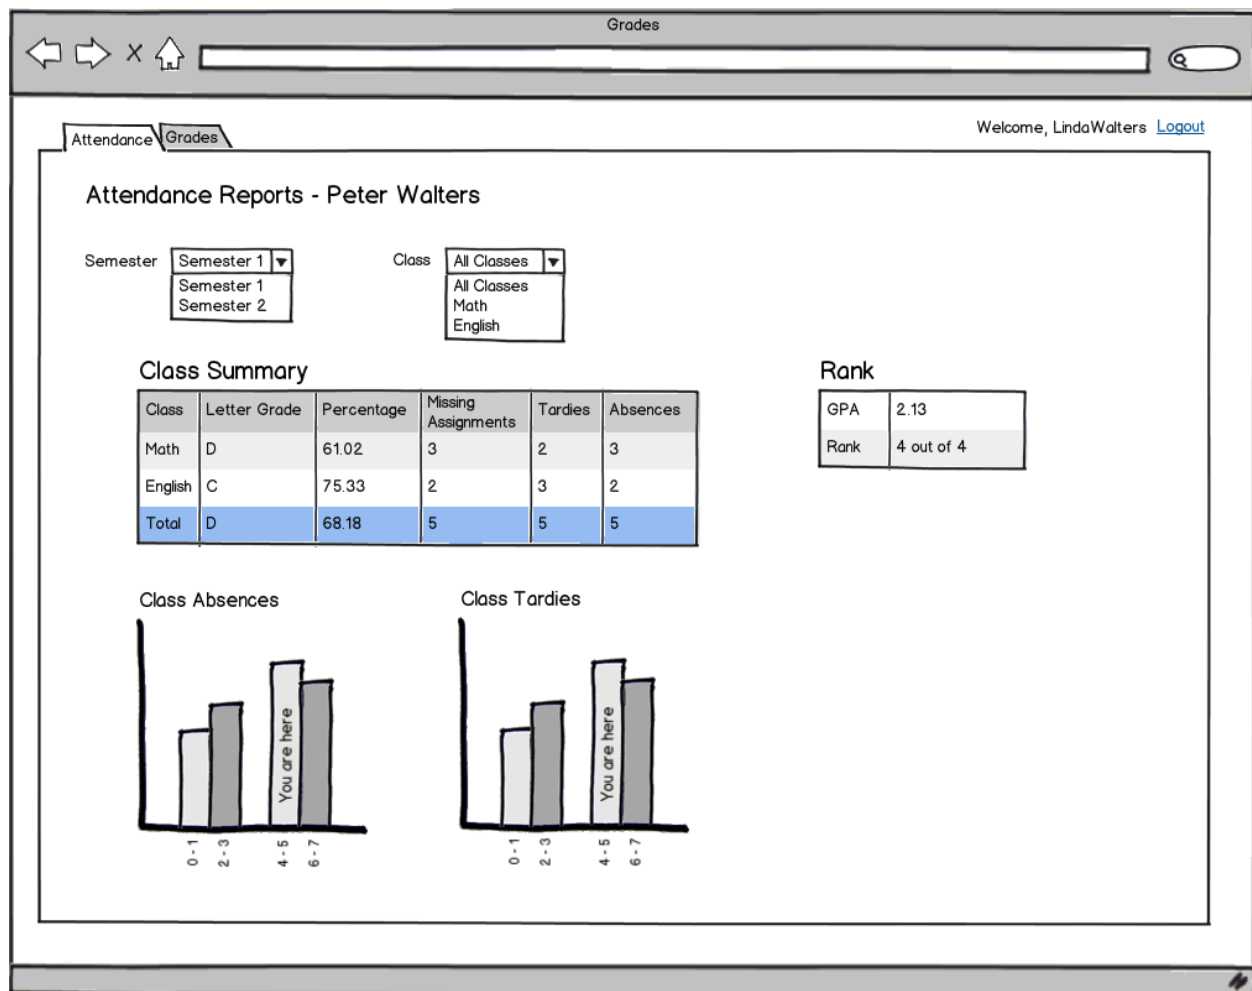 Grades
Attendance Grades
Welcome, LindaWalters Logout
Attendance Reports - Peter Walters
Semester Semester 1
Semester 1
Semester 2
Class All Classes
All Classes
Math
English
Class Summary
Class Letter Grade Percentage Missing Assignments Tardies Absences
Math D 61.02 3 2 3
English C 75.33 2 3 2
Total D 68.18 5 5 5
Rank
GPA 2.13
Rank 4 out of 4
Class Absences
You are here
0 - 1 2 - 3 4 - 5 6 - 7
Class Tardies
You are here
0 - 1 2 - 3 4 - 5 6 - 7